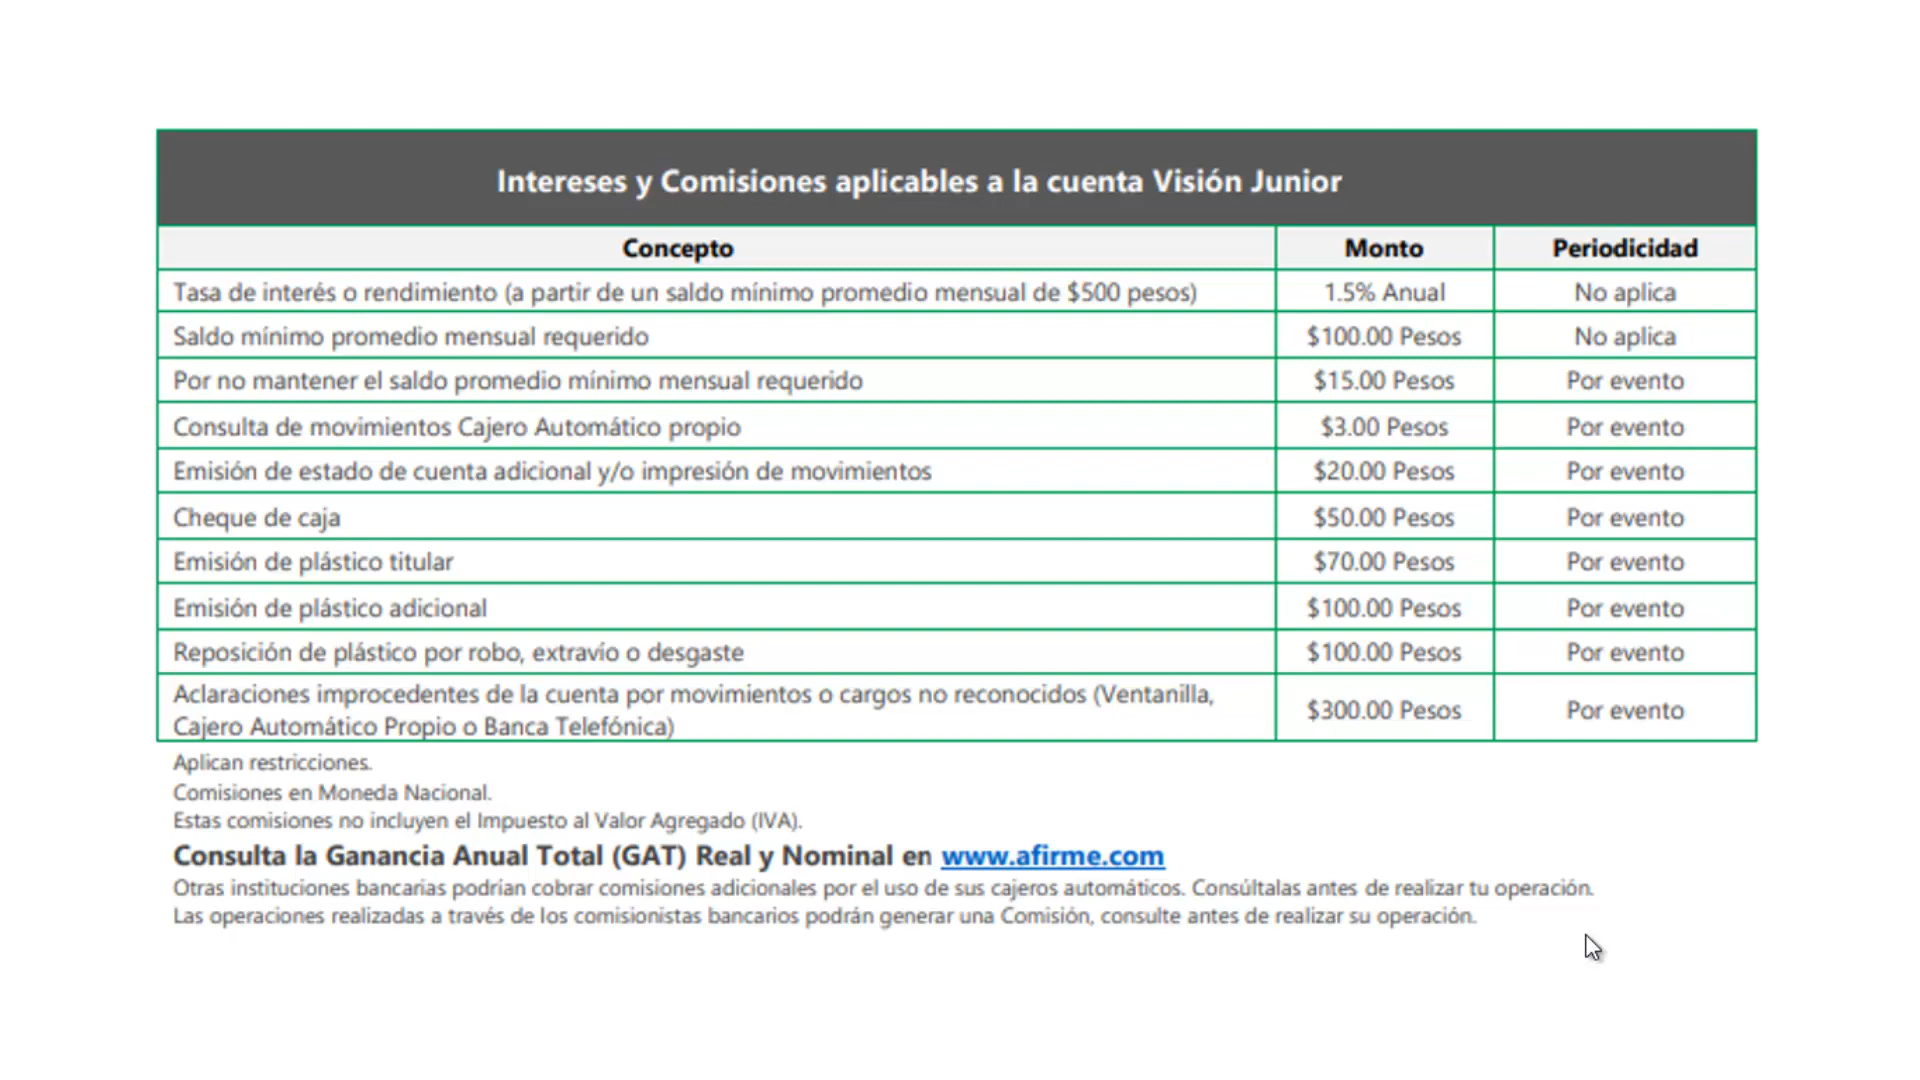 Intereses y Comisiones aplicables a la cuenta Visión Junior
Concepto Monto Periodicidad
Tasa de interés o rendimiento (a partir de un saldo mínimo promedio mensual de $500 pesos) 1.5% Anual No aplica
Saldo mínimo promedio mensual requerido $100.00 Pesos No aplica
Por no mantener el saldo promedio mínimo mensual requerido $15.00 Pesos Por evento
Consulta de movimientos Cajero Automático propio $3.00 Pesos Por evento
Emisión de estado de cuenta adicional y/o impresión de movimientos $20.00 Pesos Por evento
Cheque de caja $50.00 Pesos Por evento
Emisión de plástico titular $70.00 Pesos Por evento
Emisión de plástico adicional $100.00 Pesos Por evento
Reposición de plástico por robo, extravío o desgaste $100.00 Pesos Por evento
Aclaraciones improcedentes de la cuenta por movimientos o cargos no reconocidos (Ventanilla,
Cajero Automático Propio o Banca Telefónica) $300.00 Pesos Por evento
Aplican restricciones.
Comisiones en Moneda Nacional.
Estas comisiones no incluyen el Impuesto al Valor Agregado (IVA).
Consulta la Ganancia Anual Total (GAT) Real y Nominal en www.afirme.com
Otras instituciones bancarias podrían cobrar comisiones adicionales por el uso de sus cajeros automáticos. Consúltalas antes de realizar tu operación.
Las operaciones realizadas a través de los comisionistas bancarios podrán generar una Comisión, consulte antes de realizar su operación.